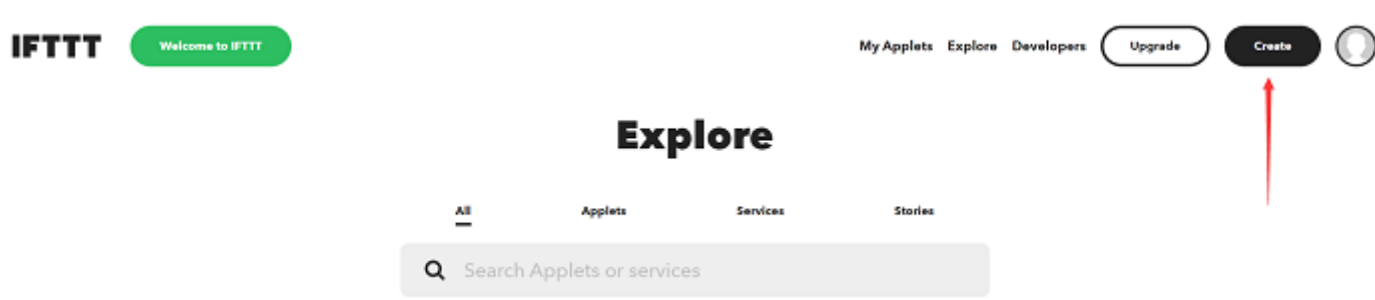 IFTTT Welcome to IFTTT My Applets Explore Developers Upgrade Create
Explore
All Applets Services Stories
Search Applets or services